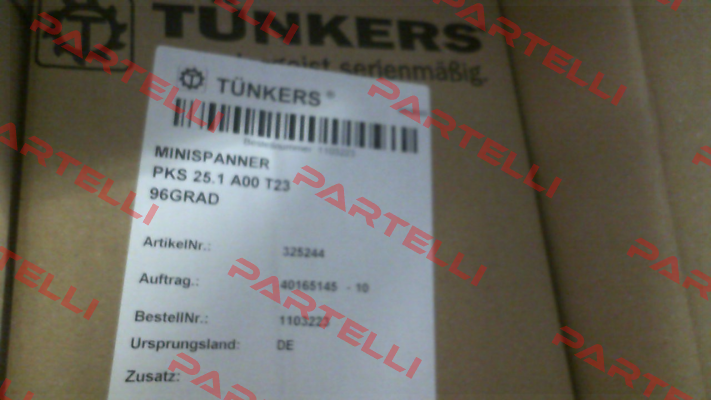 TÜNKERS
serienmäßig.
TÜNKERS®
MINISPANNER
PKS 25.1 A00 T23
96GRAD
ArtikelNr.: 325244
Auftrag.: 40165145 - 10
BestellNr.: 1103223
Ursprungsland: DE
Zusatz:
PARTELLI
PARTELLI
PARTELLI
PARTELLI
PARTELLI
PARTELLI
PARTELLI
PARTELLI